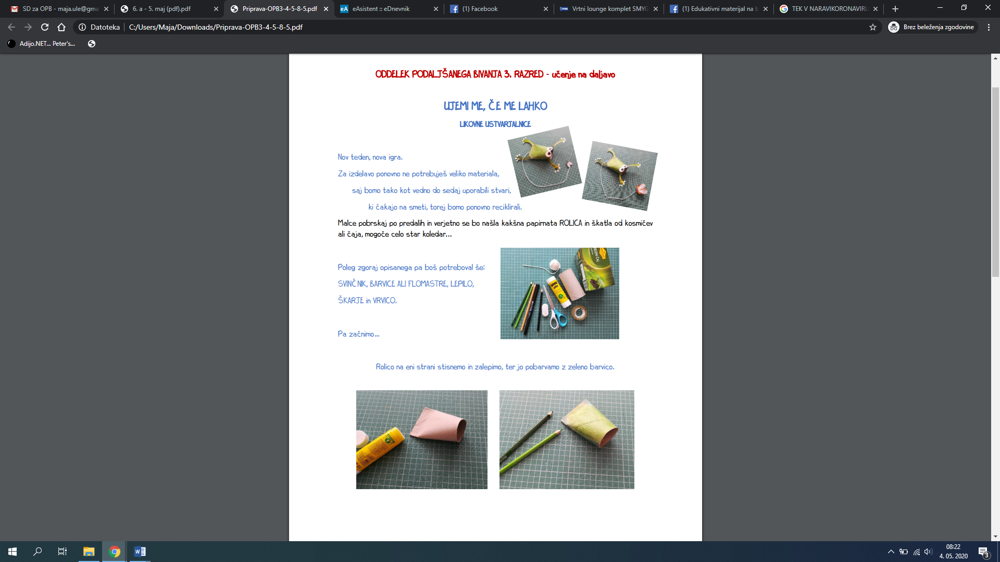 SD za OPB - maja.ule@gma
6. a - 5. maj (pdf).pdf
Priprava-OPB3-4-5-8-5.pdf
eAsistent :: eDnevnik
(1) Facebook
Vrtni lounge komplet SMYG
(1) Edukativni materijal na b
TEK V NARAVIKORONAVIRU
Datoteka
C:/Users/Maja/Downloads/Priprava-OPB3-4-5-8-5.pdf
Brez beleženja zgodovine
Adijo.NET... Peter's...
ODDELEK PODALJŠANEGA BIVANJA 3. RAZRED - učenje na daljavo
UJEMI ME, ČE ME LAHKO
LIKOVNE USTVARJALNICE
Nov teden, nova igra.
Za izdelavo ponovno ne potrebuješ veliko materiala,
saj bomo tako kot vedno do sedaj uporabili stvari,
ki čakajo na smeti, torej bomo ponovno reciklirali.
Malce pobrskaj po predalih in verjetno se bo našla kakšna papirnata ROLICA in škatla od kosmičev
ali čaja, mogoče celo star koledar...
Poleg zgoraj opisanega pa boš potreboval še:
SVINČNIK, BARVICE ALI FLOMASTRE, LEPILO,
ŠKARJE in VRVICO.
UHU
ZELENI ČAJ
Pa začnimo...
Rolico na eni strani stisnemo in zalepimo, ter jo pobarvamo z zeleno barvico.
08:22
4. 05. 2020
3